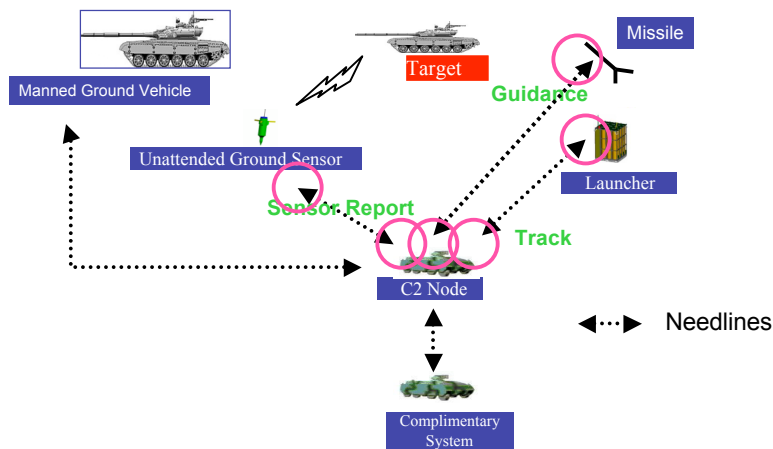 Missile
Target
Manned Ground Vehicle
Guidance
Unattended Ground Sensor
Launcher
Sensor Report
Track
C2 Node
Needlines
Complimentary
System